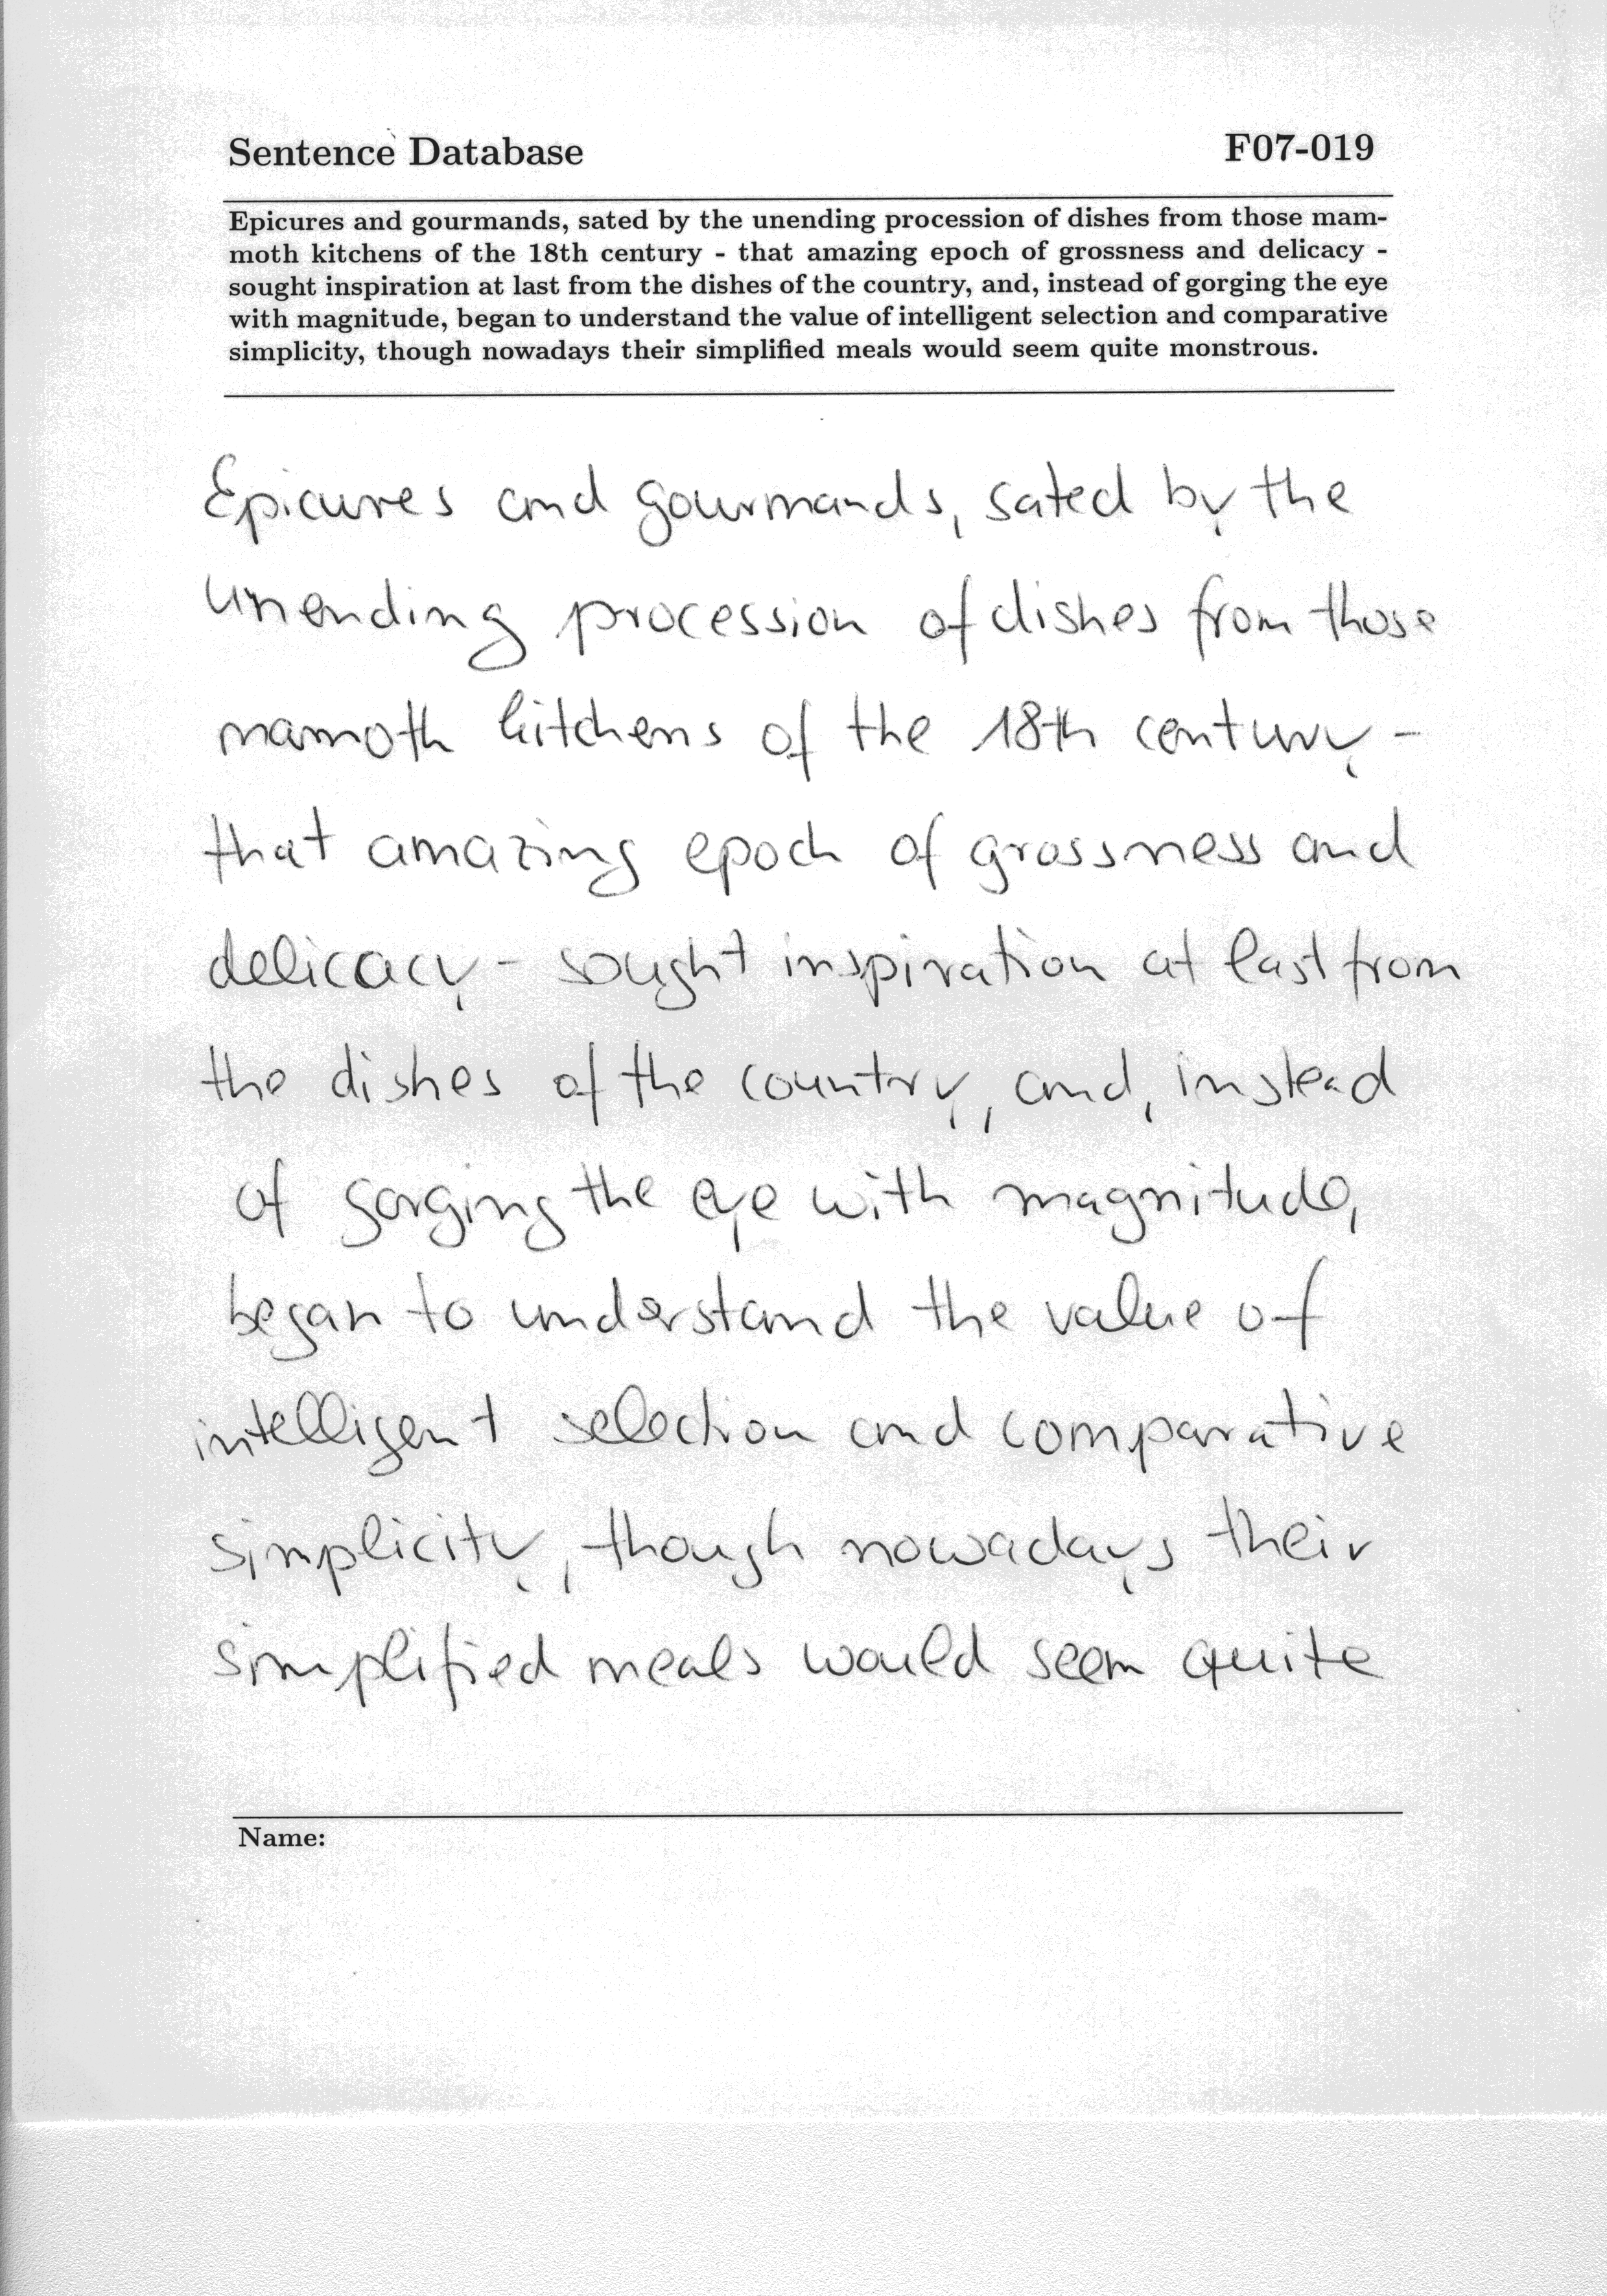 Sentence Database F07-019
Epicures and gourmands, sated by the unending procession of dishes from those mam-
moth kitchens of the 18th century - that amazing epoch of grossness and delicacy -
sought inspiration at last from the dishes of the country, and, instead of gorging the eye
with magnitude, began to understand the value of intelligent selection and comparative
simplicity, though nowadays their simplified meals would seem quite monstrous.
Epicures and gourmands, sated by the
unending procession of dishes from those
mamoth kitchens of the 18th century -
that amazing epoch of grossness and
delicacy - sought inspiration at last from
the dishes of the country, and, instead
of gorging the eye with magnitude,
began to understand the value of
intelligent selection and comparative
simplicity, though nowadays their
simplified meals would seem quite
Name: